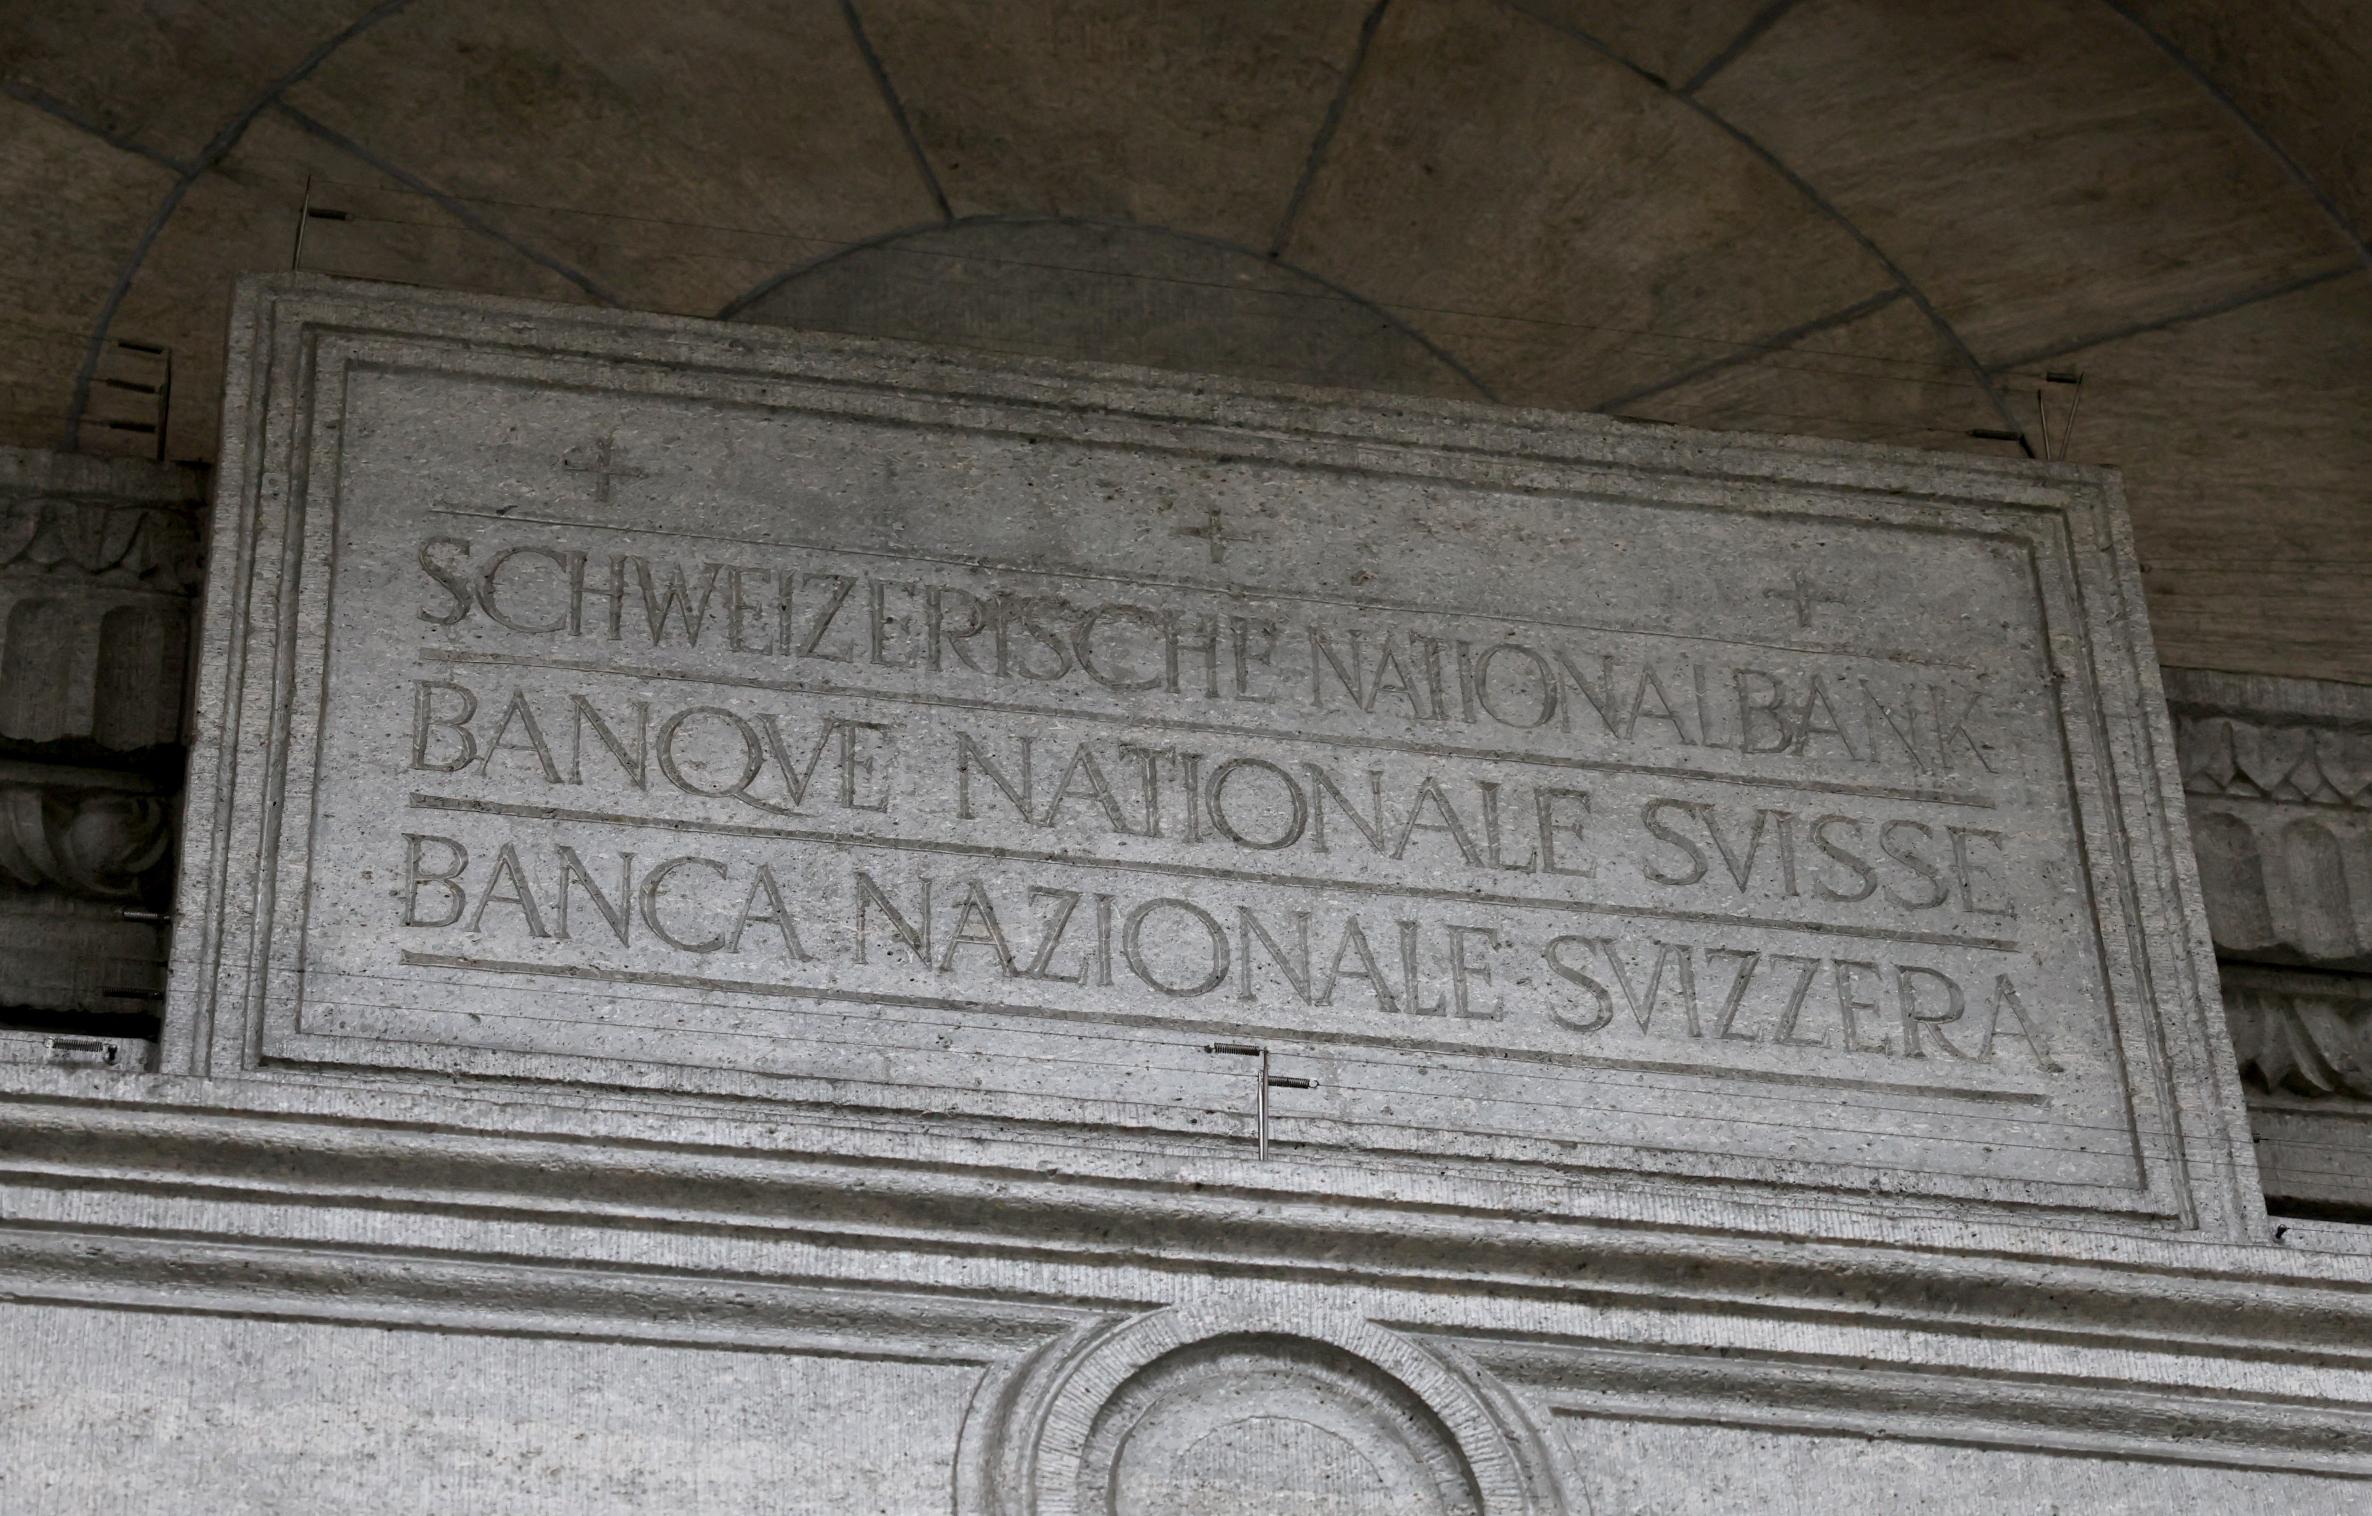 SCHWEIZERISCHE NATIONALBANK
BANQVE NATIONALE SVISSE
BANCA NAZIONALE SVIZZERA